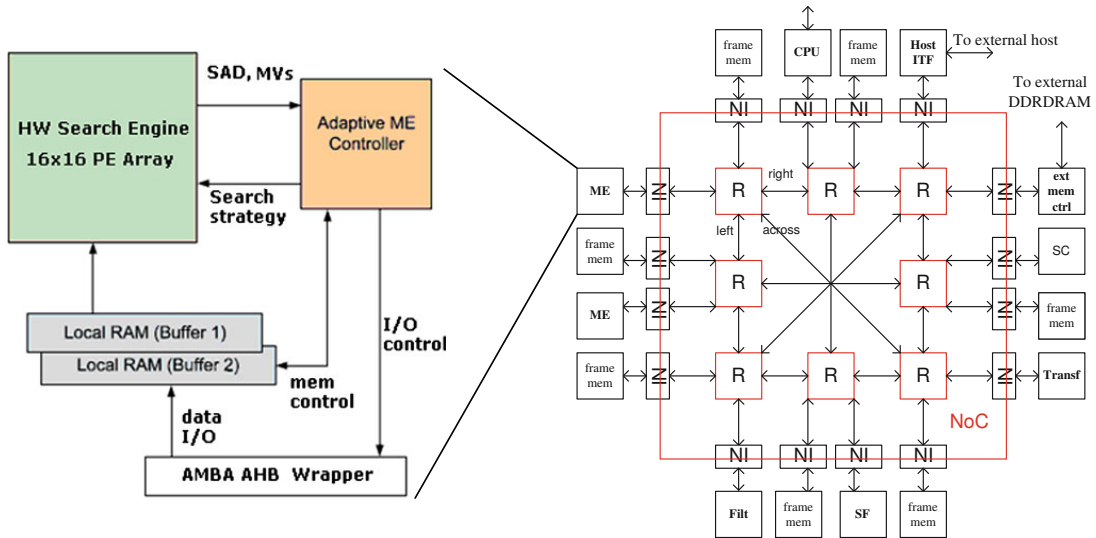 SAD, MVs
HW Search Engine
16x16 PE Array
Adaptive ME
Controller
Search
strategy
Local RAM (Buffer 1)
Local RAM (Buffer 2)
I/O
control
mem
control
data
I/O
AMBA AHB Wrapper
frame
mem
CPU
frame
mem
Host
ITF
To external host
To external
DDRDRAM
NI
NI
NI
NI
ME
NI
R
right
R
R
NI
ext
mem
ctrl
left
across
frame
mem
NI
NI
SC
R
R
ME
NI
NI
frame
mem
frame
mem
NI
R
R
R
NI
Transf
NoC
NI
NI
NI
NI
Filt
frame
mem
SF
frame
mem